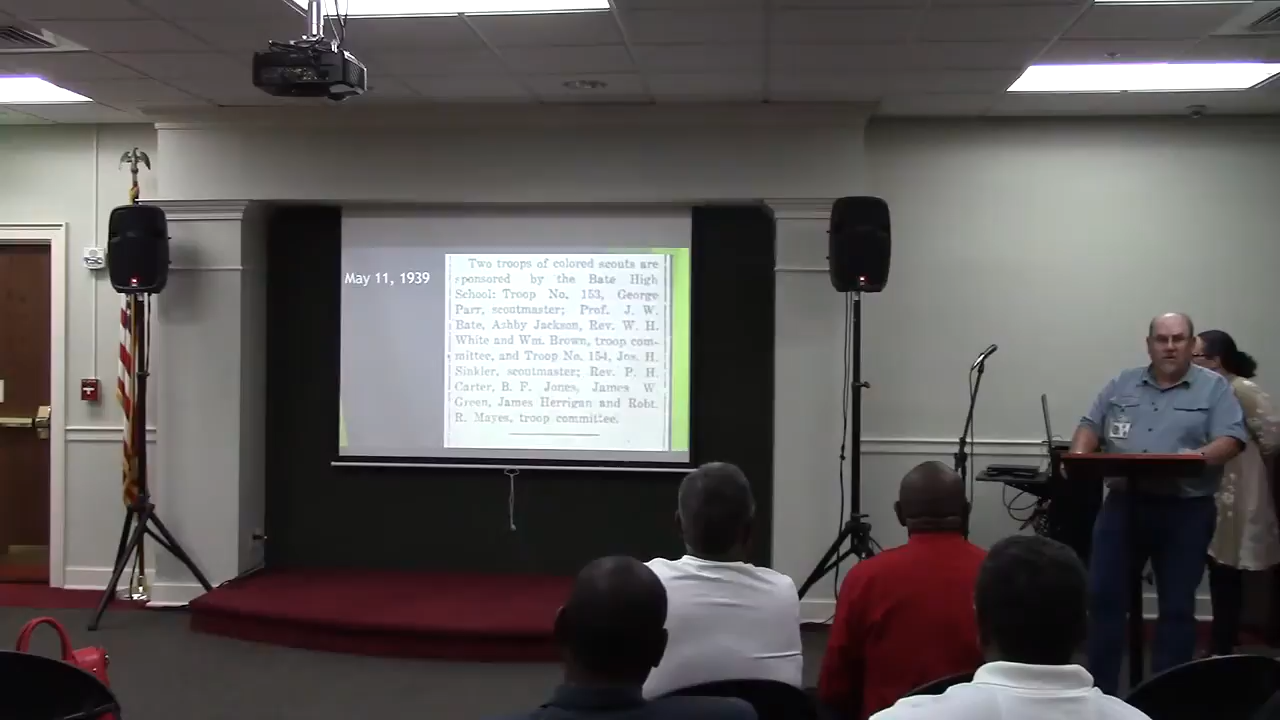 May 11, 1939
Two troops of colored scouts are
sponsored by the Bate High
School: Troop No. 153, George
Parr, scoutmaster; Prof. J. W.
Bate, Ashby Jackson, Rev. W. H.
White and Wm. Brown, troop com-
mittee, and Troop No. 154, Jos. H.
Sinkler, scoutmaster; Rev. P. H.
Carter, B. F. Jones, James W
Green, James Herrigan and Robt.
R. Mayes, troop committee.